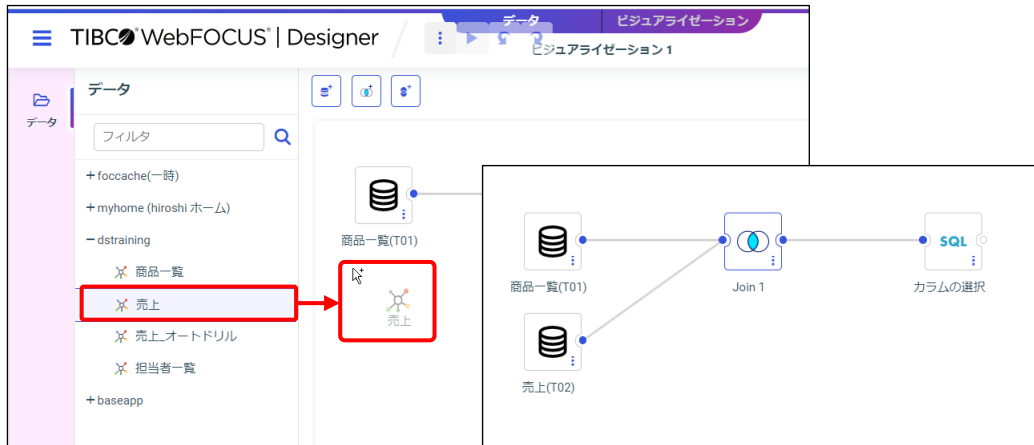 データ
ビジュアライゼーション
TIBCO® WebFOCUS® | Designer
ビジュアライゼーション 1
データ
データ
フィルタ
+ foccache(一時)
+ myhome (hiroshi ホーム)
− dstraining
商品一覧
売上
売上_オートドリル
担当者一覧
+ baseapp
商品一覧(T01)
売上
商品一覧(T01)
Join 1
SQL
カラムの選択
売上(T02)